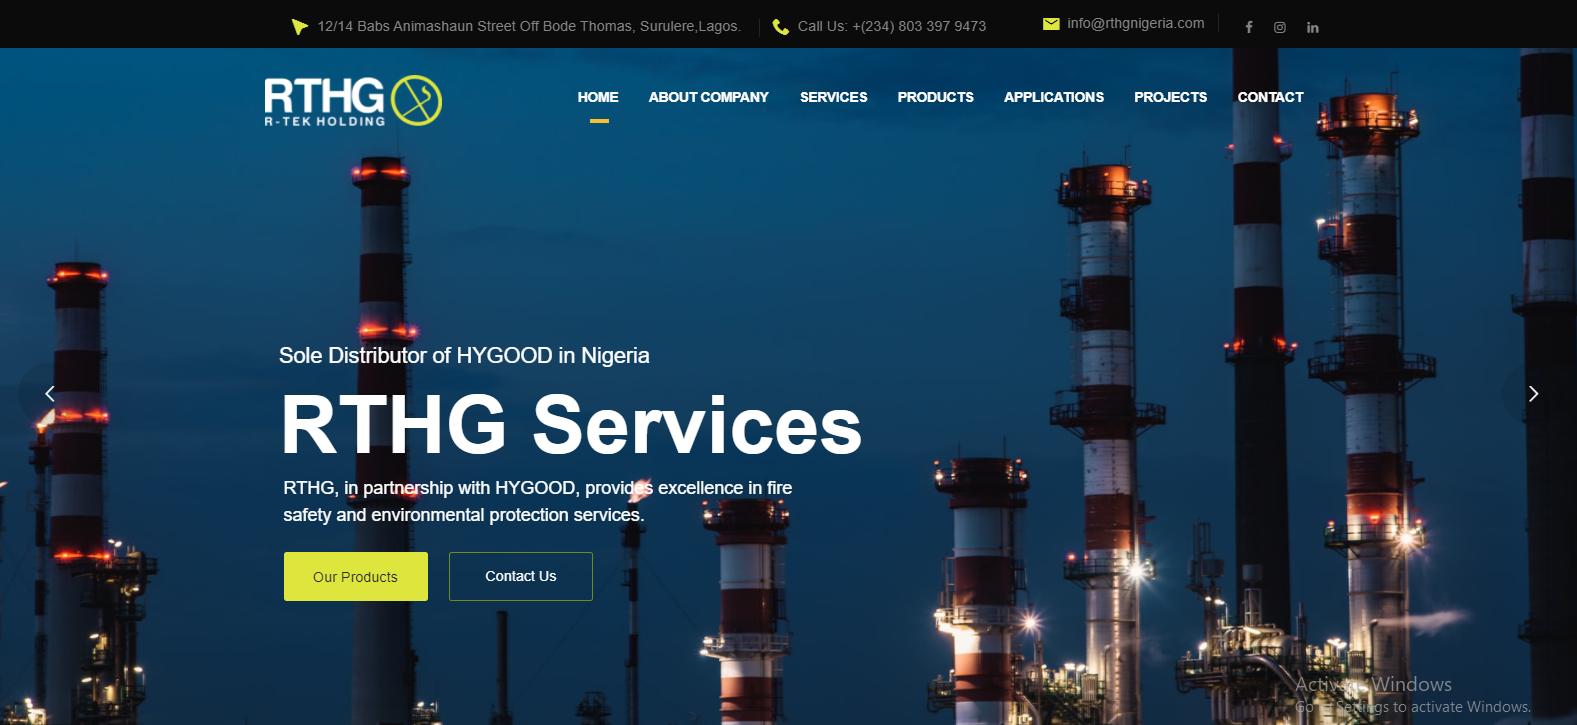 12/14 Babs Animashaun Street Off Bode Thomas, Surulere,Lagos.
Call Us: +(234) 803 397 9473
info@rthgnigeria.com
RTHG
R-TEK HOLDING
HOME ABOUT COMPANY SERVICES PRODUCTS APPLICATIONS PROJECTS CONTACT
Sole Distributor of HYGOOD in Nigeria
RTHG Services
RTHG, in partnership with HYGOOD, provides excellence in fire
safety and environmental protection services.
Our Products
Contact Us
Activate Windows
Go to Settings to activate Windows.